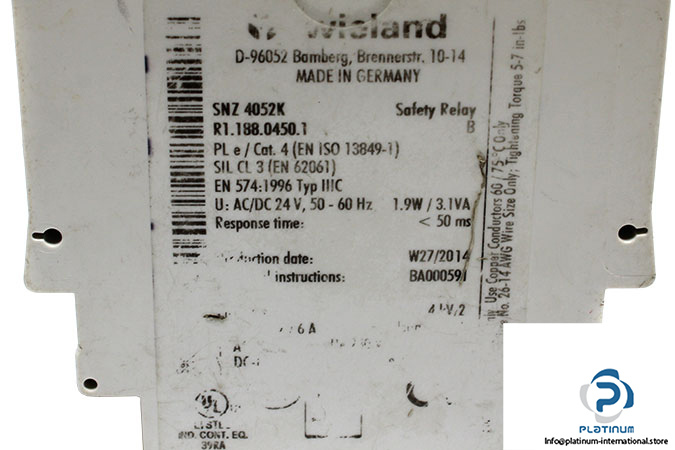 wieland
D-96052 Bamberg, Brennerstr. 10-14
MADE IN GERMANY
SNZ 4052K Safety Relay
R1.188.0450.1 B
PL e / Cat. 4 (EN ISO 13849-1)
SIL CL 3 (EN 62061)
EN 574:1996 Typ IIIC
U: AC/DC 24 V, 50 - 60 Hz 1.9W / 3.1VA
Response time: < 50 ms
date: W27/2014
instructions: BA00059
6 A
UL
IND. CONT. EQ.
Use Copper Conductors 60 / 75 °C Only
No. 26-14 AWG Wire Size Only; Tightening Torque 5-7 in-lbs
PLATINUM
info@platinum-international.store